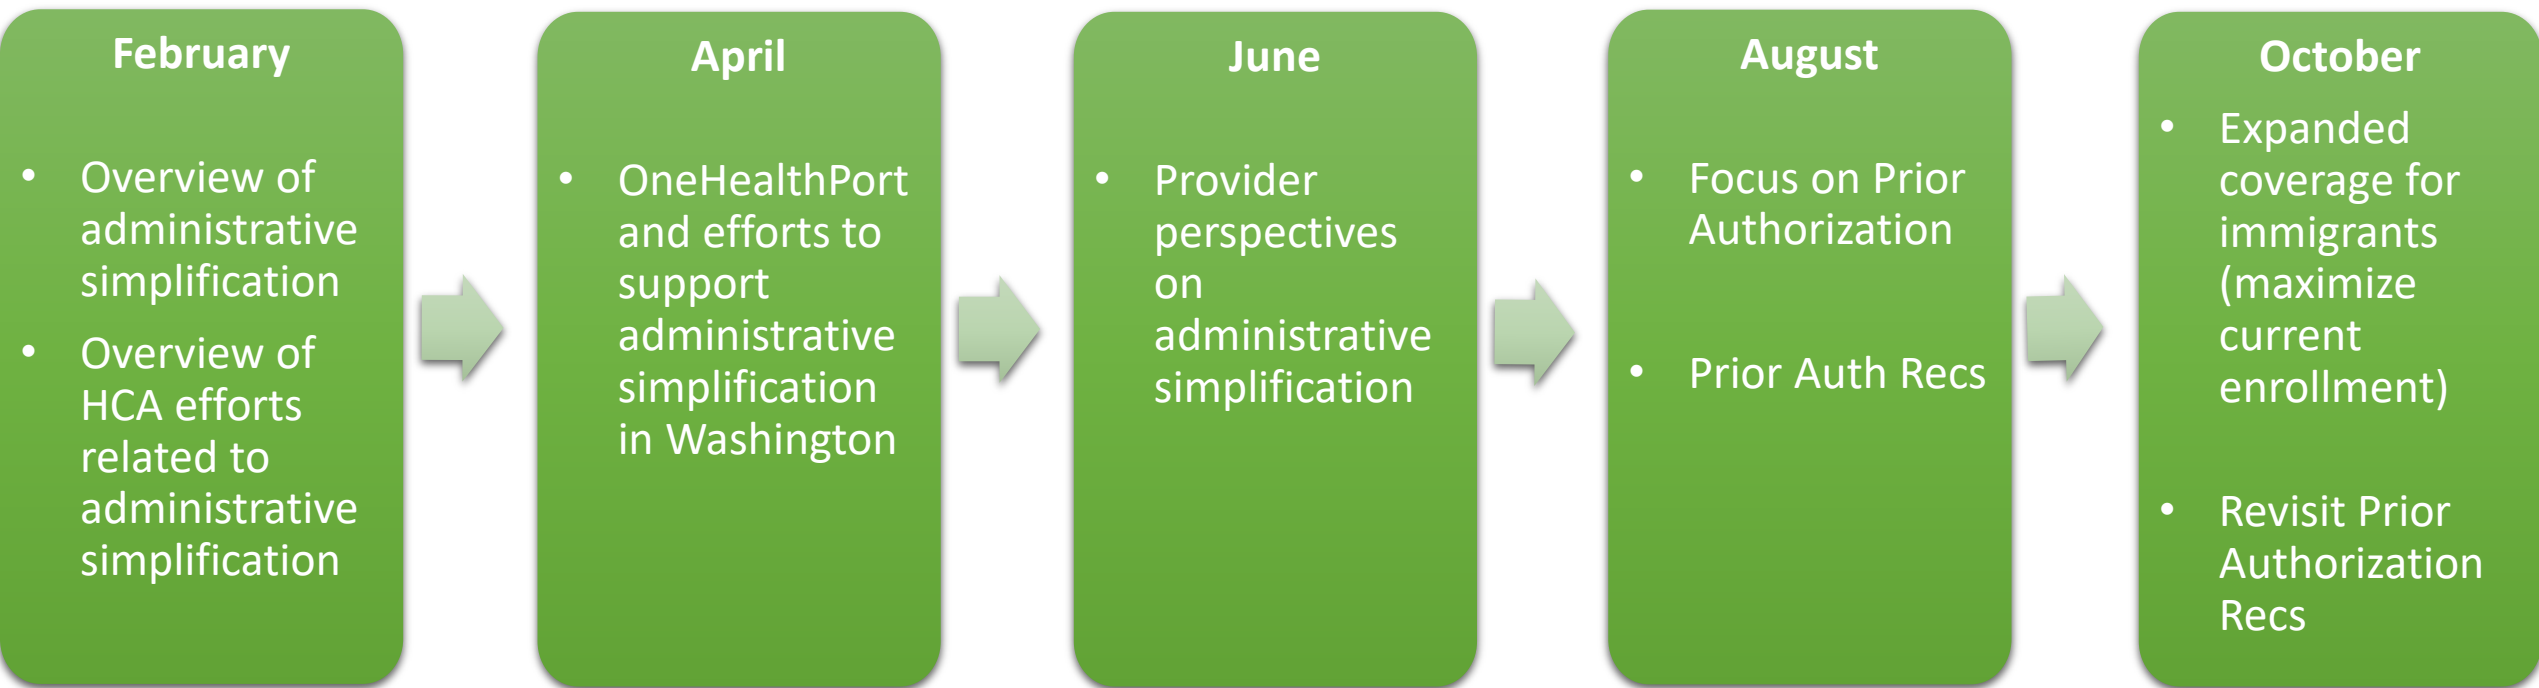 February
• Overview of
administrative
simplification
• Overview of
HCA efforts
related to
administrative
simplification
April
• OneHealthPort
and efforts to
support
administrative
simplification
in Washington
June
• Provider
perspectives
on
administrative
simplification
August
• Focus on Prior
Authorization
• Prior Auth Recs
October
• Expanded
coverage for
immigrants
(maximize
current
enrollment)
• Revisit Prior
Authorization
Recs